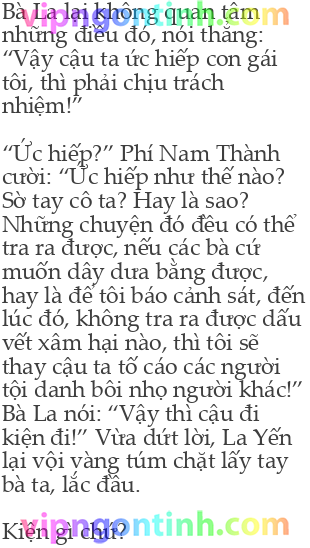 Bà La lại không quan tâm
những điều đó, nói thẳng:
“Vậy cậu ta ức hiếp con gái
tôi, thì phải chịu trách
nhiệm!”
“Ức hiếp?” Phí Nam Thành
cười: “Ức hiếp như thế nào?
Sờ tay cô ta? Hay là sao?
Những chuyện đó đều có thể
tra ra được, nếu các bà cứ
muốn dây dưa bằng được,
hay là để tôi báo cảnh sát, đến
lúc đó, không tra ra được dấu
vết xâm hại nào, thì tôi sẽ
thay cậu ta tố cáo các người
tội danh bôi nhọ người khác!”
Bà La nói: “Vậy thì cậu đi
kiện đi!” Vừa dứt lời, La Yến
lại vội vàng túm chặt lấy tay
bà ta, lắc đầu.
Kiện gì chứ?
vipngontinh.com
vipngontinh.com